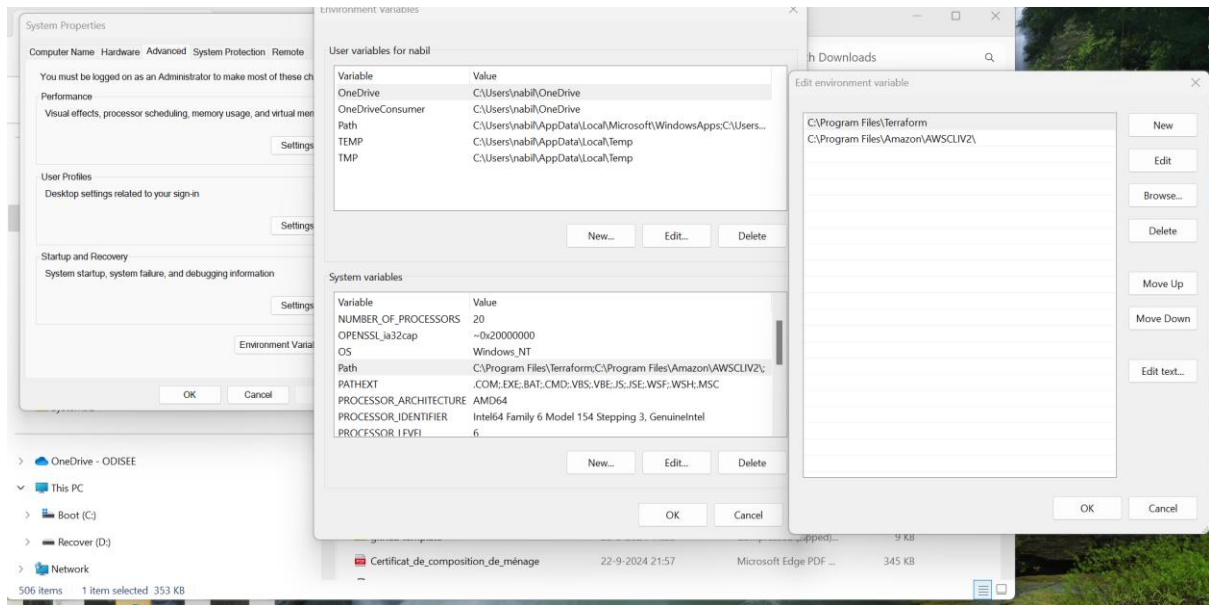 System Properties
Computer Name Hardware Advanced System Protection Remote
You must be logged on as an Administrator to make most of these ch
Performance
Visual effects, processor scheduling, memory usage, and virtual mem
Settings
User Profiles
Desktop settings related to your sign-in
Settings
Startup and Recovery
System startup, system failure, and debugging information
Settings
Environment Varial
OK Cancel
Environment Variables
User variables for nabil
Variable Value
OneDrive C:\Users\nabil\OneDrive
OneDriveConsumer C:\Users\nabil\OneDrive
Path C:\Users\nabil\AppData\Local\Microsoft\WindowsApps;C:\Users...
TEMP C:\Users\nabil\AppData\Local\Temp
TMP C:\Users\nabil\AppData\Local\Temp
New... Edit... Delete
System variables
Variable Value
NUMBER_OF_PROCESSORS 20
OPENSSL_ia32cap ~0x20000000
OS Windows_NT
Path C:\Program Files\Terraform;C:\Program Files\Amazon\AWSCLIV2\;
PATHEXT .COM;.EXE;.BAT;.CMD;.VBS;.VBE;.JS;.JSE;.WSF;.WSH;.MSC
PROCESSOR_ARCHITECTURE AMD64
PROCESSOR_IDENTIFIER Intel64 Family 6 Model 154 Stepping 3, GenuineIntel
PROCESSOR_LEVEL 6
New... Edit... Delete
OK Cancel
h Downloads
Edit environment variable
C:\Program Files\Terraform
C:\Program Files\Amazon\AWSCLIV2\
New
Edit
Browse...
Delete
Move Up
Move Down
Edit text...
OK Cancel
OneDrive - ODISEE
This PC
Boot (C:)
Recover (D:)
Network
9 KB
Certificat_de_composition_de_ménage 22-9-2024 21:57 Microsoft Edge PDF ... 345 KB
506 items 1 item selected 353 KB